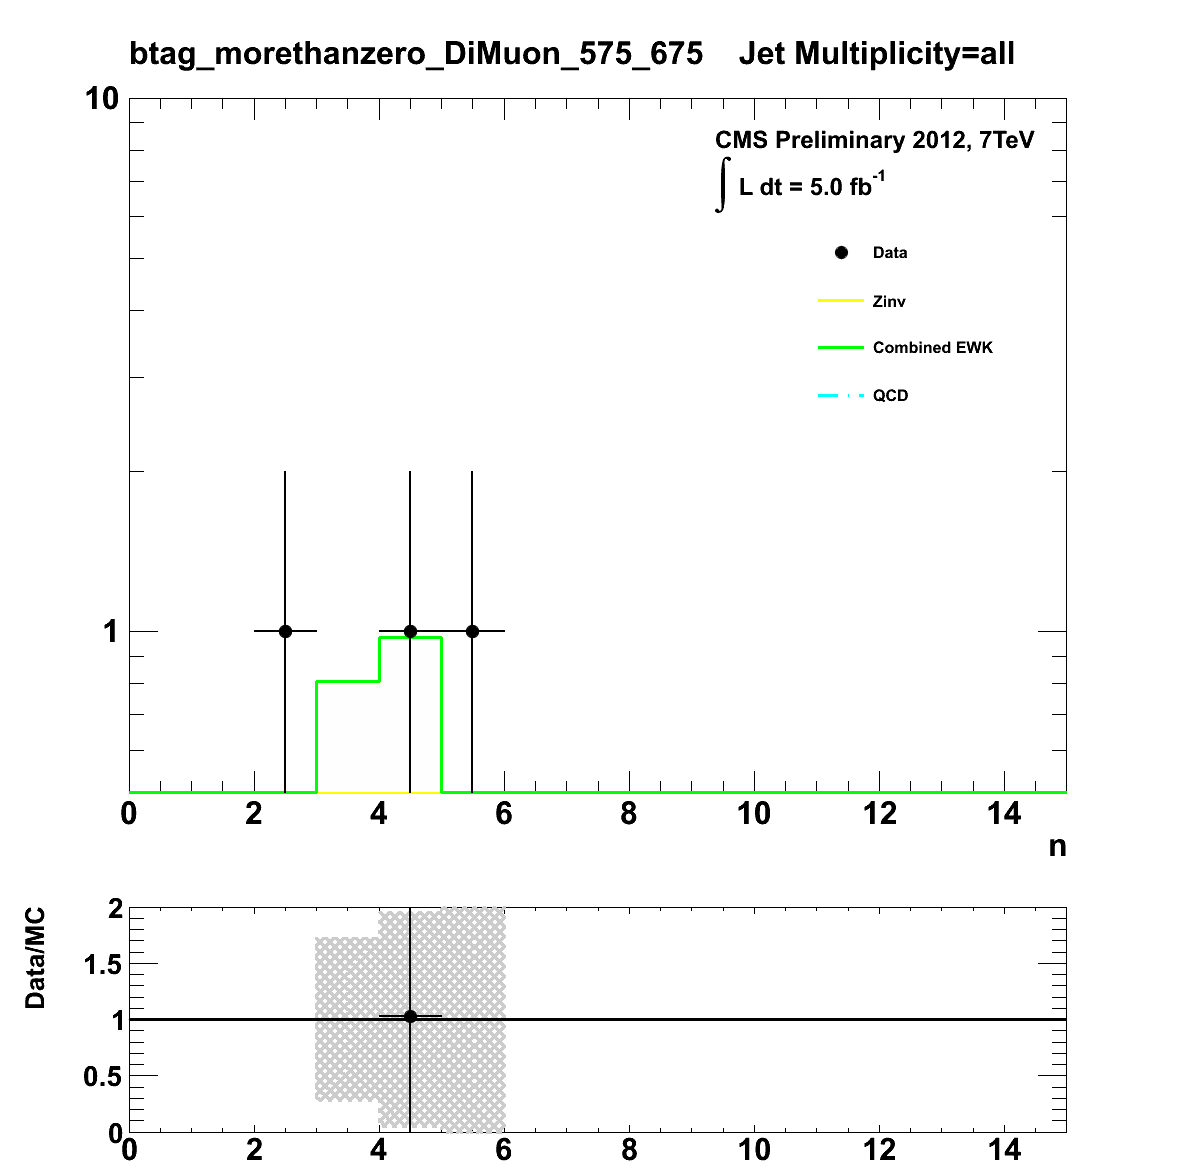 btag_morethanzero_DiMuon_575_675 Jet Multiplicity=all
10
CMS Preliminary 2012, 7TeV
∫ L dt = 5.0 fb⁻¹
Data
Zinv
Combined EWK
QCD
1
0 2 4 6 8 10 12 14
n
Data/MC
2
1.5
1
0.5
0
0 2 4 6 8 10 12 14